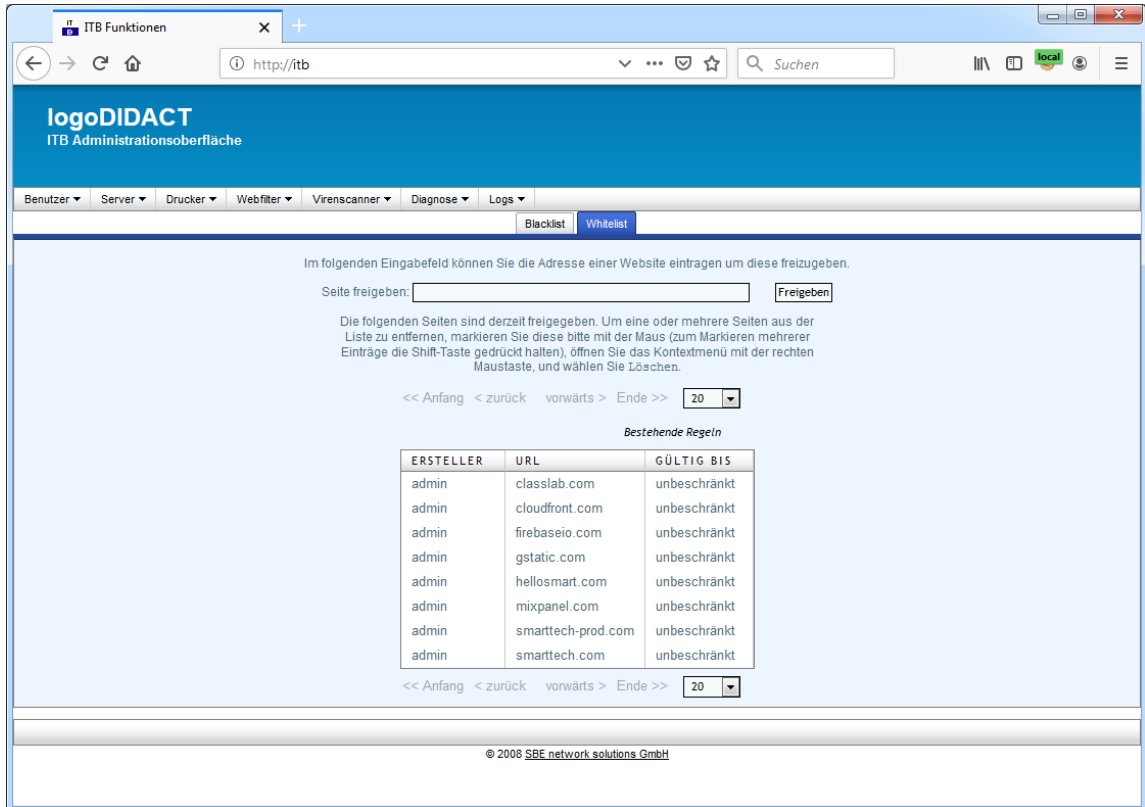 ITB Funktionen
http://itb
Suchen
local
logoDIDACT
ITB Administrationsoberfläche
Benutzer Server Drucker Webfilter Virenscanner Diagnose Logs
Blacklist Whitelist
Im folgenden Eingabefeld können Sie die Adresse einer Website eintragen um diese freizugeben.
Seite freigeben: Freigeben
Die folgenden Seiten sind derzeit freigegeben. Um eine oder mehrere Seiten aus der
Liste zu entfernen, markieren Sie diese bitte mit der Maus (zum Markieren mehrerer
Einträge die Shift-Taste gedrückt halten), öffnen Sie das Kontextmenü mit der rechten
Maustaste, und wählen Sie Löschen.
<< Anfang < zurück vorwärts > Ende >> 20
Bestehende Regeln
ERSTELLER URL GÜLTIG BIS
admin classlab.com unbeschränkt
admin cloudfront.com unbeschränkt
admin firebaseio.com unbeschränkt
admin gstatic.com unbeschränkt
admin hellosmart.com unbeschränkt
admin mixpanel.com unbeschränkt
admin smarttech-prod.com unbeschränkt
admin smarttech.com unbeschränkt
<< Anfang < zurück vorwärts > Ende >> 20
© 2008 SBE network solutions GmbH